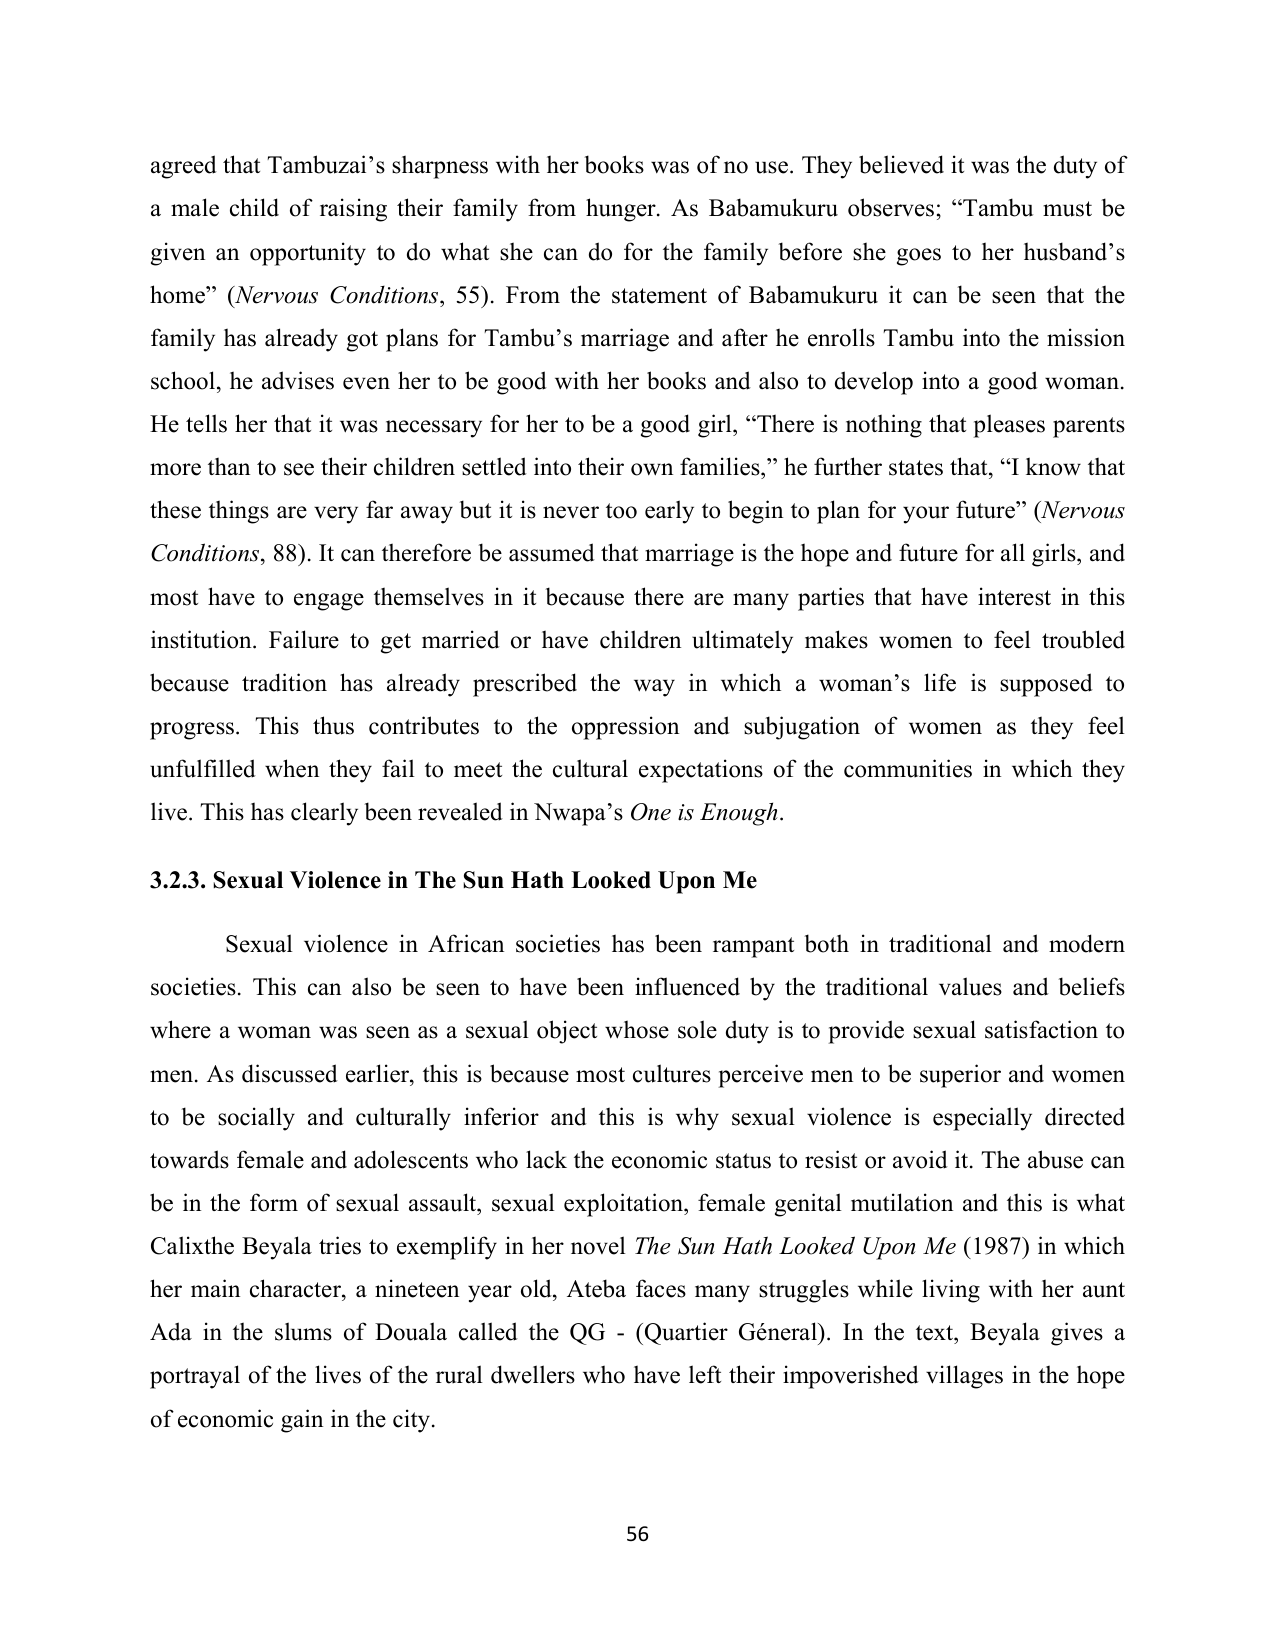 agreed that Tambuzai’s sharpness with her books was of no use. They believed it was the duty of
a male child of raising their family from hunger. As Babamukuru observes; “Tambu must be
given an opportunity to do what she can do for the family before she goes to her husband’s
home” (Nervous Conditions, 55). From the statement of Babamukuru it can be seen that the
family has already got plans for Tambu’s marriage and after he enrolls Tambu into the mission
school, he advises even her to be good with her books and also to develop into a good woman.
He tells her that it was necessary for her to be a good girl, “There is nothing that pleases parents
more than to see their children settled into their own families,” he further states that, “I know that
these things are very far away but it is never too early to begin to plan for your future” (Nervous
Conditions, 88). It can therefore be assumed that marriage is the hope and future for all girls, and
most have to engage themselves in it because there are many parties that have interest in this
institution. Failure to get married or have children ultimately makes women to feel troubled
because tradition has already prescribed the way in which a woman’s life is supposed to
progress. This thus contributes to the oppression and subjugation of women as they feel
unfulfilled when they fail to meet the cultural expectations of the communities in which they
live. This has clearly been revealed in Nwapa’s One is Enough.
3.2.3. Sexual Violence in The Sun Hath Looked Upon Me
Sexual violence in African societies has been rampant both in traditional and modern
societies. This can also be seen to have been influenced by the traditional values and beliefs
where a woman was seen as a sexual object whose sole duty is to provide sexual satisfaction to
men. As discussed earlier, this is because most cultures perceive men to be superior and women
to be socially and culturally inferior and this is why sexual violence is especially directed
towards female and adolescents who lack the economic status to resist or avoid it. The abuse can
be in the form of sexual assault, sexual exploitation, female genital mutilation and this is what
Calixthe Beyala tries to exemplify in her novel The Sun Hath Looked Upon Me (1987) in which
her main character, a nineteen year old, Ateba faces many struggles while living with her aunt
Ada in the slums of Douala called the QG - (Quartier Géneral). In the text, Beyala gives a
portrayal of the lives of the rural dwellers who have left their impoverished villages in the hope
of economic gain in the city.
56